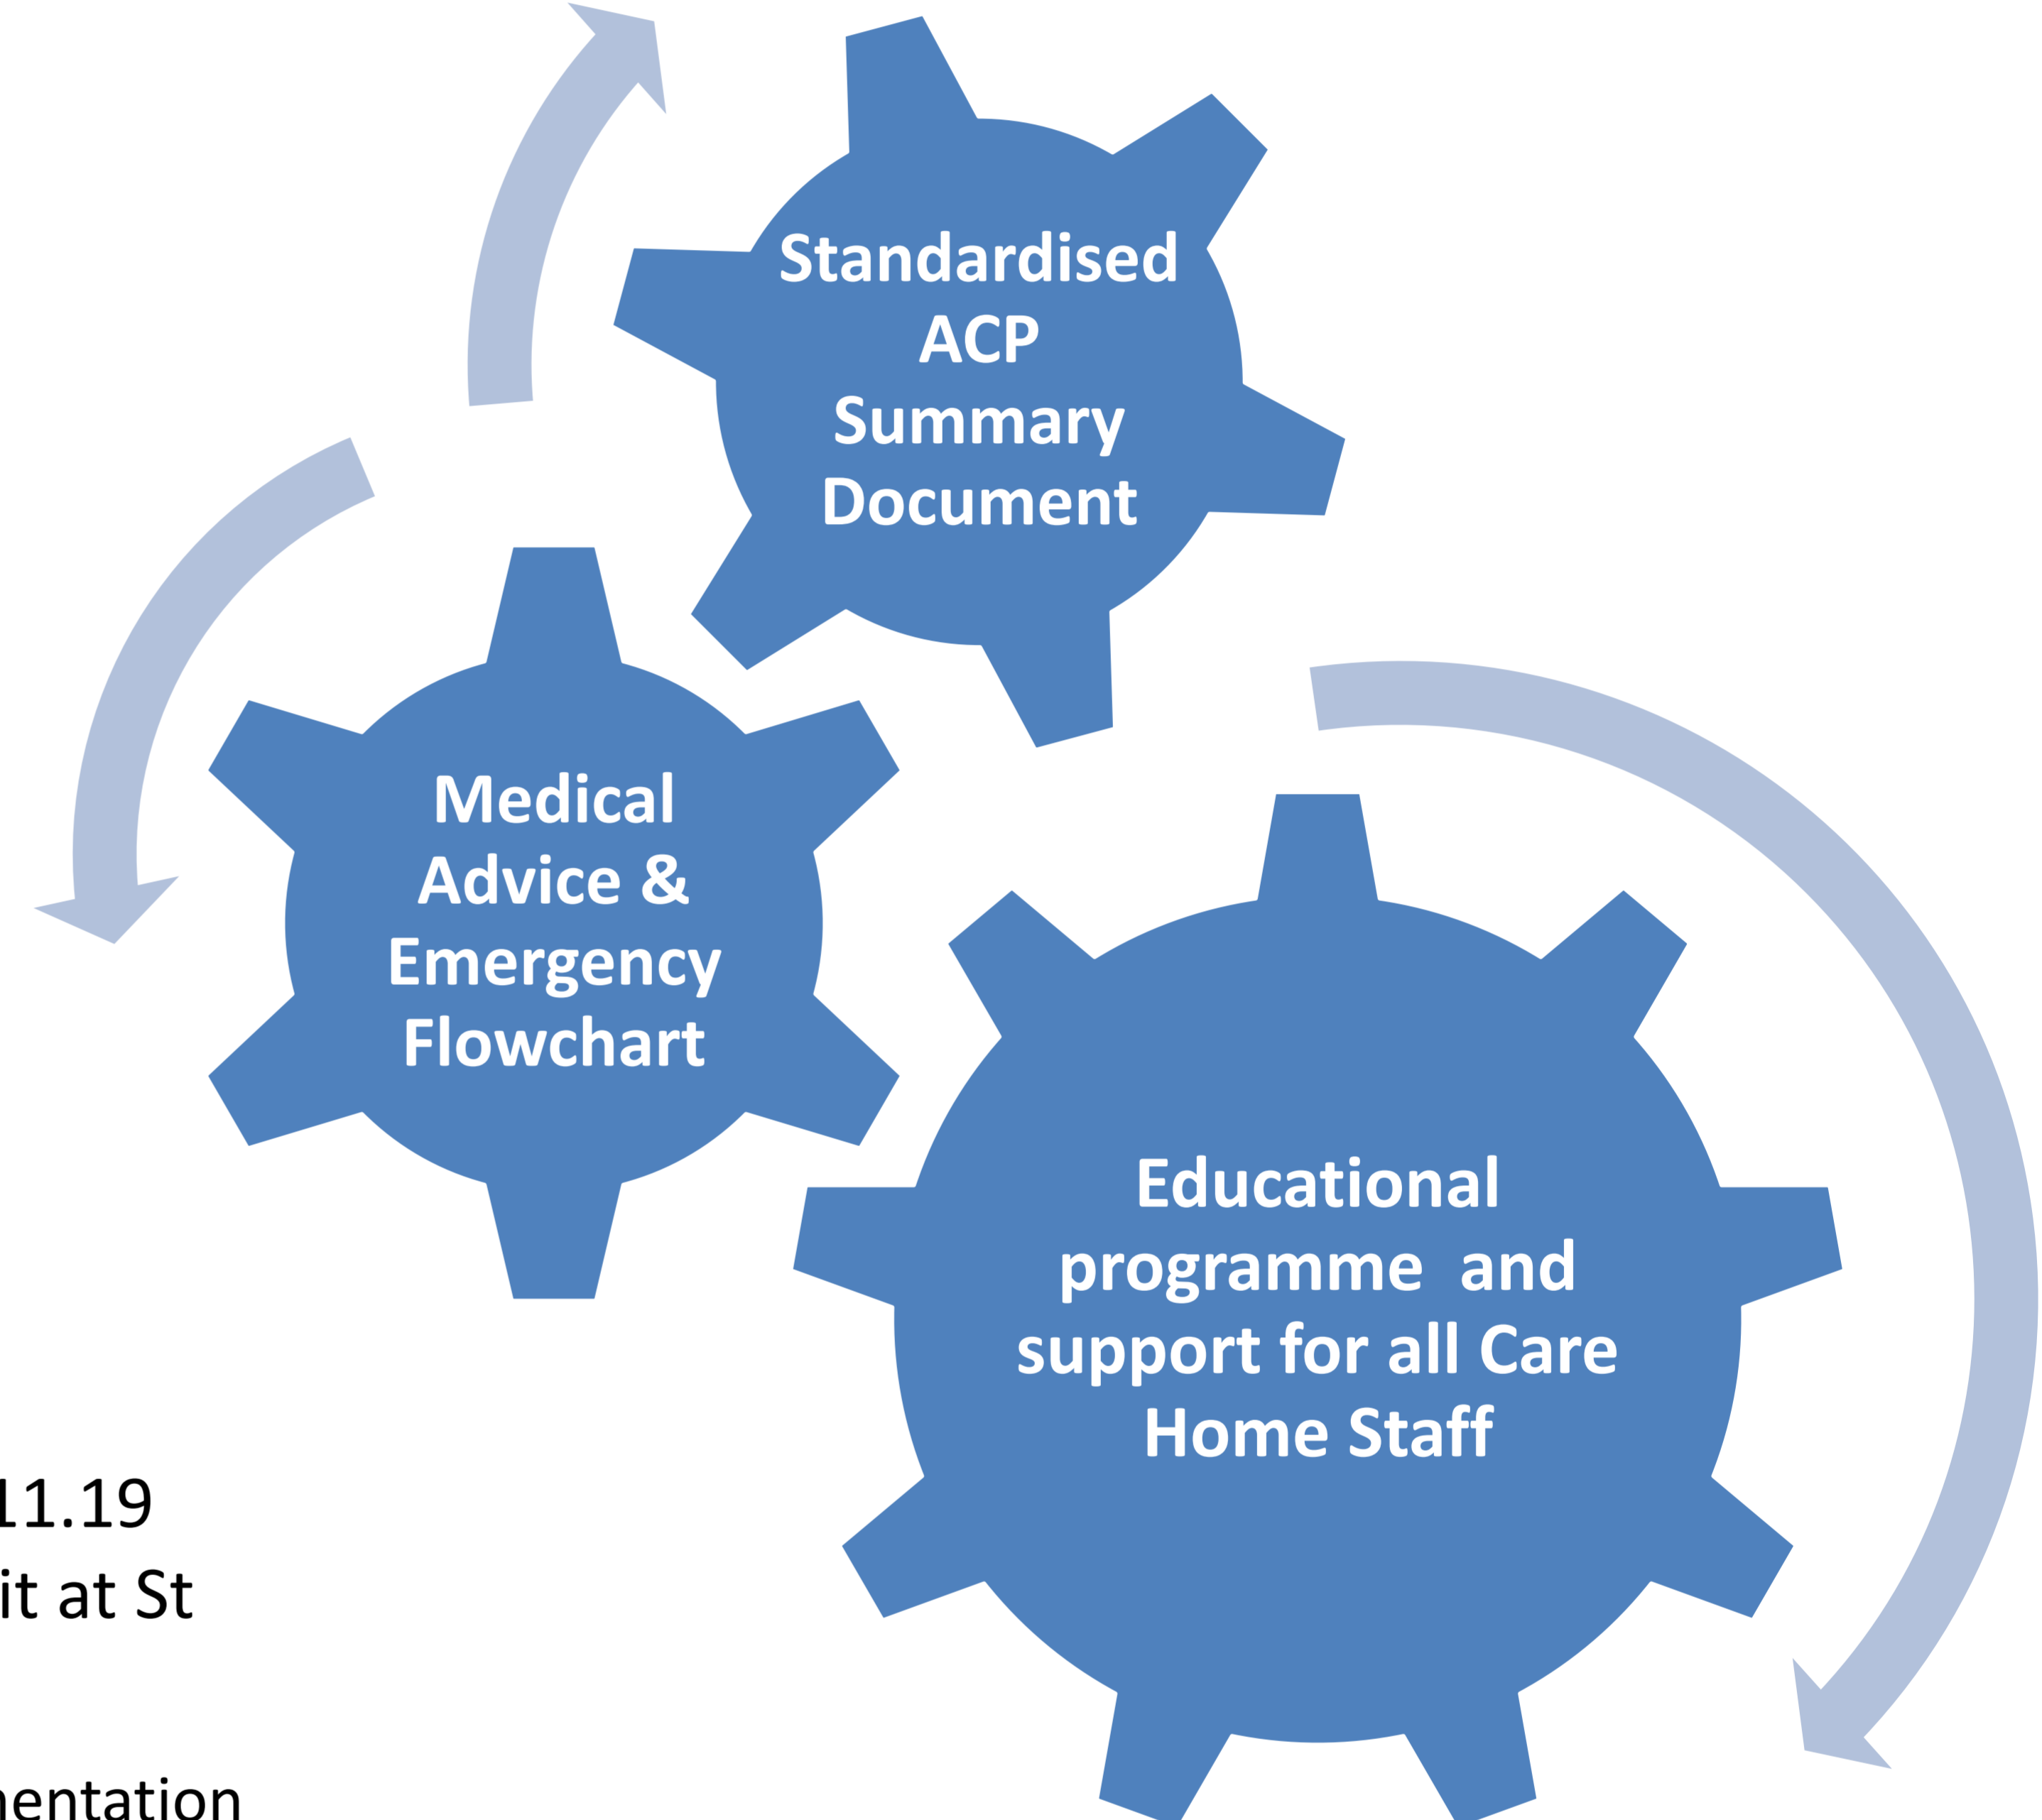 Standardised
ACP
Summary
Document
Medical
Advice &
Emergency
Flowchart
Educational
programme and
support for all Care
Home Staff
11.19
it at St
entation